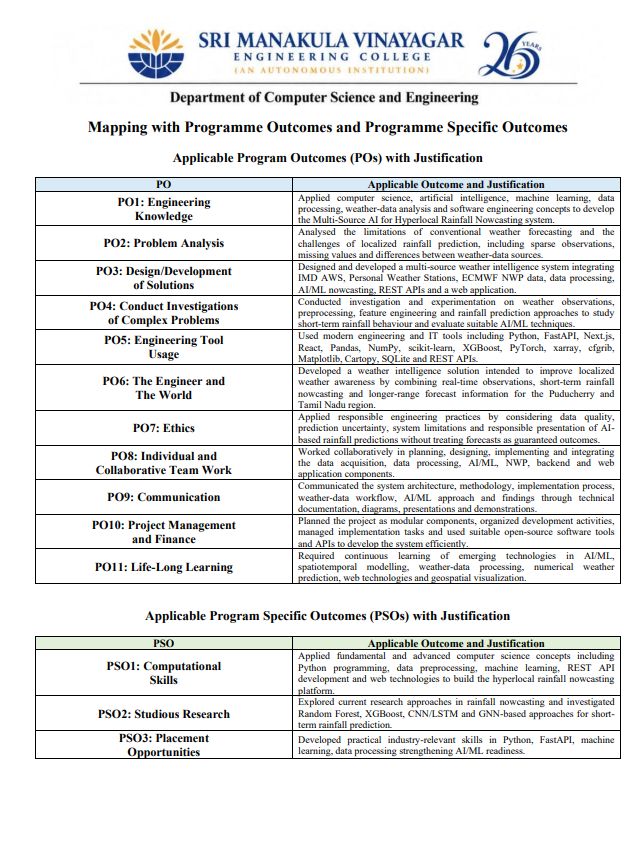 SRI MANAKULA VINAYAGAR
ENGINEERING COLLEGE
(AN AUTONOMOUS INSTITUTION)
26 YEARS
Department of Computer Science and Engineering
Mapping with Programme Outcomes and Programme Specific Outcomes
Applicable Program Outcomes (POs) with Justification
PO
Applicable Outcome and Justification
PO1: Engineering
Knowledge
Applied computer science, artificial intelligence, machine learning, data
processing, weather-data analysis and software engineering concepts to develop
the Multi-Source AI for Hyperlocal Rainfall Nowcasting system.
PO2: Problem Analysis
Analysed the limitations of conventional weather forecasting and the
challenges of localized rainfall prediction, including sparse observations,
missing values and differences between weather-data sources.
PO3: Design/Development
of Solutions
Designed and developed a multi-source weather intelligence system integrating
IMD AWS, Personal Weather Stations, ECMWF NWP data, data processing,
AI/ML nowcasting, REST APIs and a web application.
PO4: Conduct Investigations
of Complex Problems
Conducted investigation and experimentation on weather observations,
preprocessing, feature engineering and rainfall prediction approaches to study
short-term rainfall behaviour and evaluate suitable AI/ML techniques.
PO5: Engineering Tool
Usage
Used modern engineering and IT tools including Python, FastAPI, Next.js,
React, Pandas, NumPy, scikit-learn, XGBoost, PyTorch, xarray, cfgrib,
Matplotlib, Cartopy, SQLite and REST APIs.
PO6: The Engineer and
The World
Developed a weather intelligence solution intended to improve localized
weather awareness by combining real-time observations, short-term rainfall
nowcasting and longer-range forecast information for the Puducherry and
Tamil Nadu region.
PO7: Ethics
Applied responsible engineering practices by considering data quality,
prediction uncertainty, system limitations and responsible presentation of AI-
based rainfall predictions without treating forecasts as guaranteed outcomes.
PO8: Individual and
Collaborative Team Work
Worked collaboratively in planning, designing, implementing and integrating
the data acquisition, data processing, AI/ML, NWP, backend and web
application components.
PO9: Communication
Communicated the system architecture, methodology, implementation process,
weather-data workflow, AI/ML approach and findings through technical
documentation, diagrams, presentations and demonstrations.
PO10: Project Management
and Finance
Planned the project as modular components, organized development activities,
managed implementation tasks and used suitable open-source software tools
and APIs to develop the system efficiently.
PO11: Life-Long Learning
Required continuous learning of emerging technologies in AI/ML,
spatiotemporal modelling, weather-data processing, numerical weather
prediction, web technologies and geospatial visualization.
Applicable Program Specific Outcomes (PSOs) with Justification
PSO
Applicable Outcome and Justification
PSO1: Computational
Skills
Applied fundamental and advanced computer science concepts including
Python programming, data preprocessing, machine learning, REST API
development and web technologies to build the hyperlocal rainfall nowcasting
platform.
PSO2: Studious Research
Explored current research approaches in rainfall nowcasting and investigated
Random Forest, XGBoost, CNN/LSTM and GNN-based approaches for short-
term rainfall prediction.
PSO3: Placement
Opportunities
Developed practical industry-relevant skills in Python, FastAPI, machine
learning, data processing strengthening AI/ML readiness.